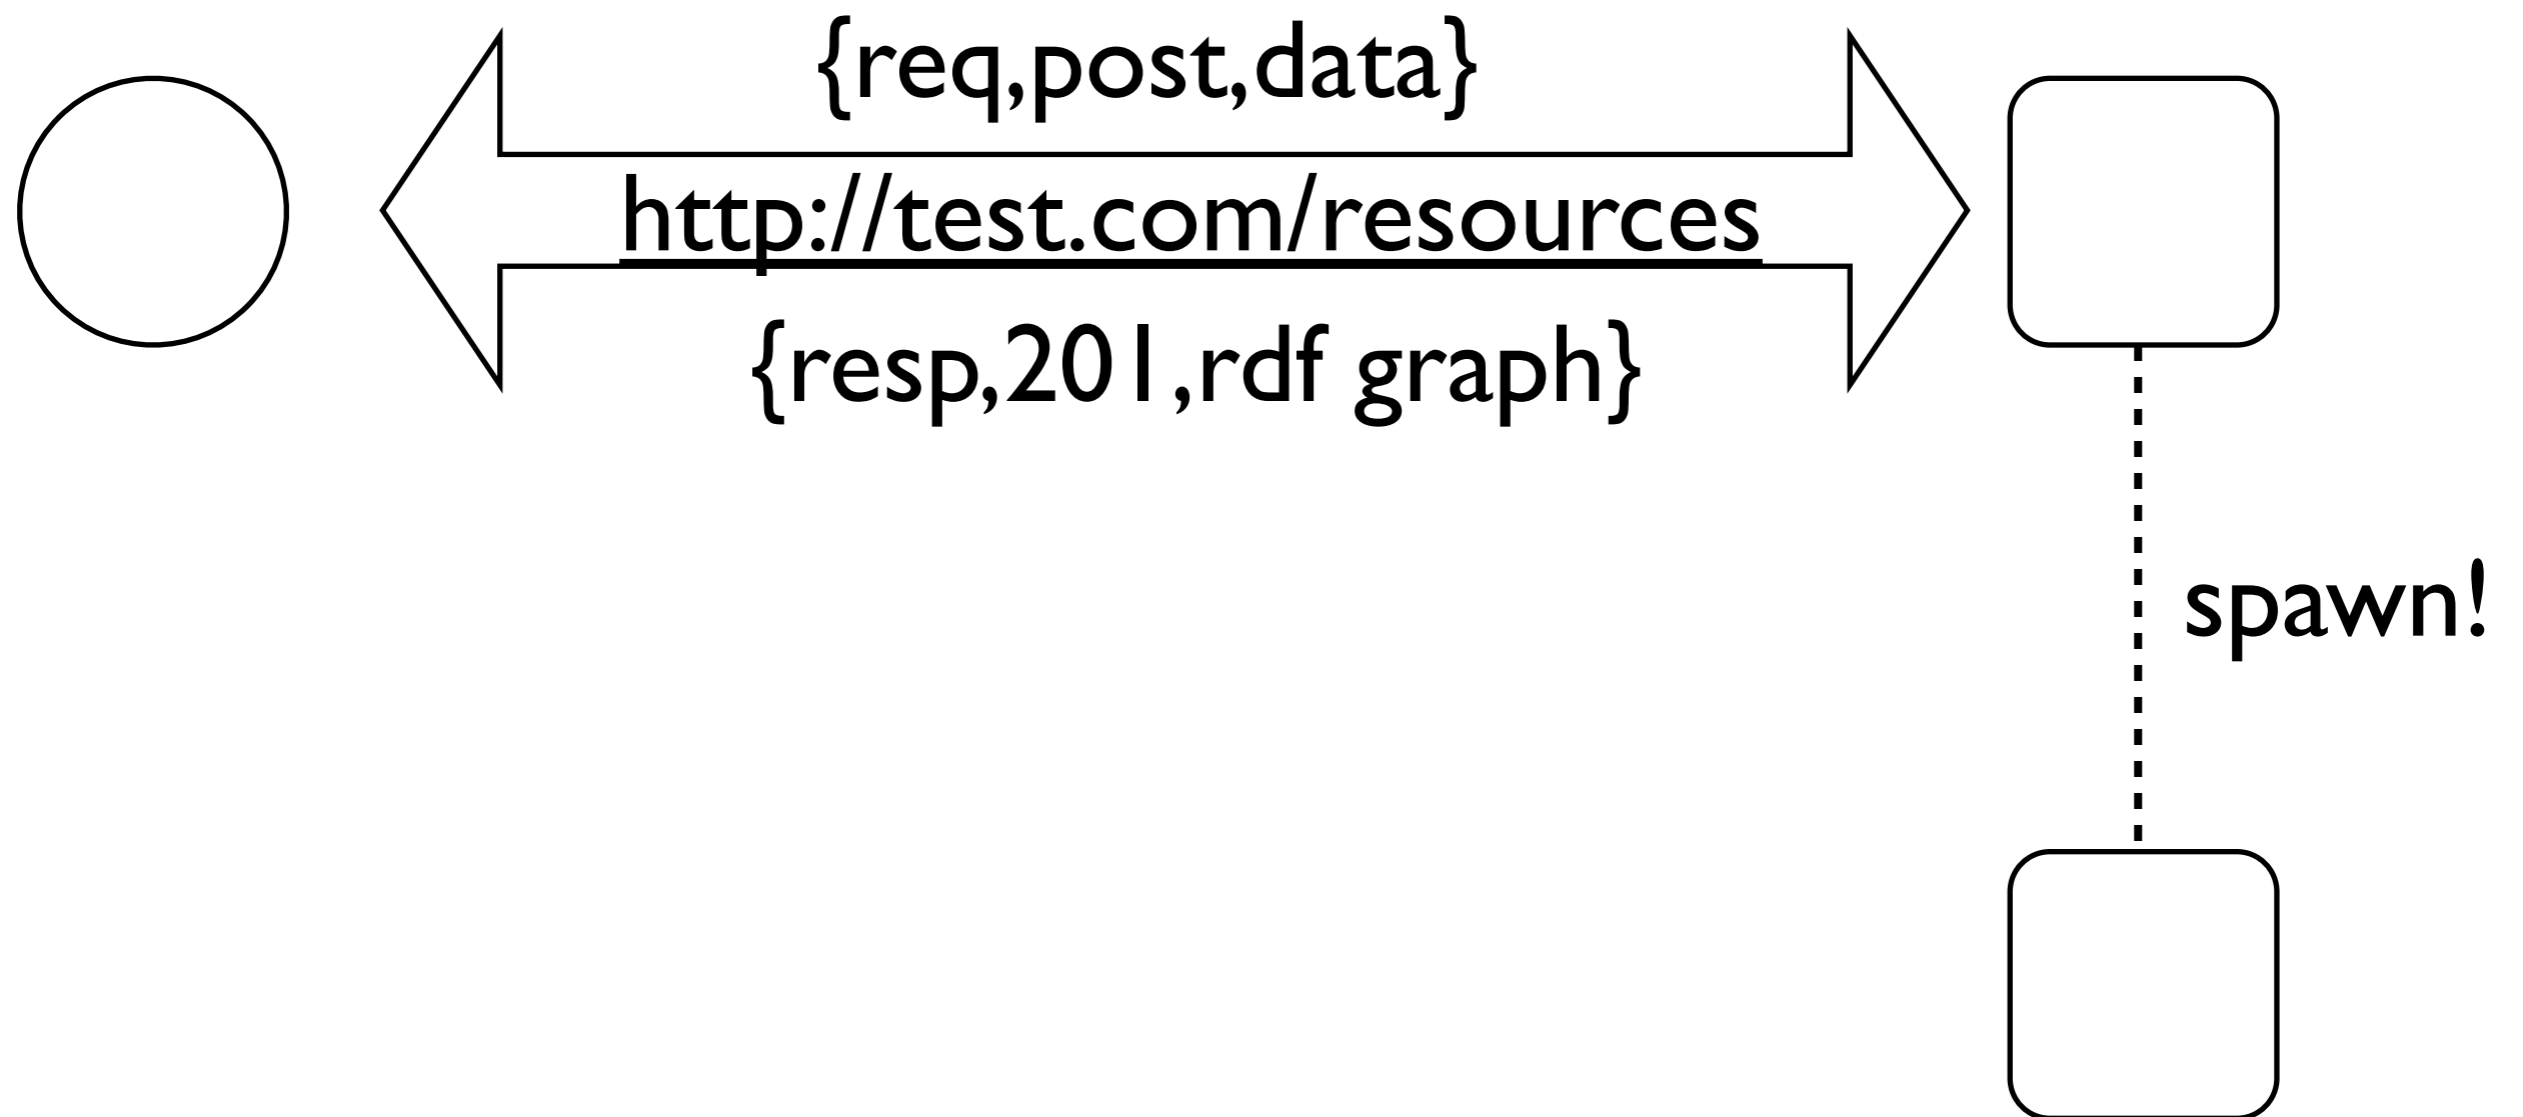 {req,post,data}
http://test.com/resources
{resp,201,rdf graph}
spawn!